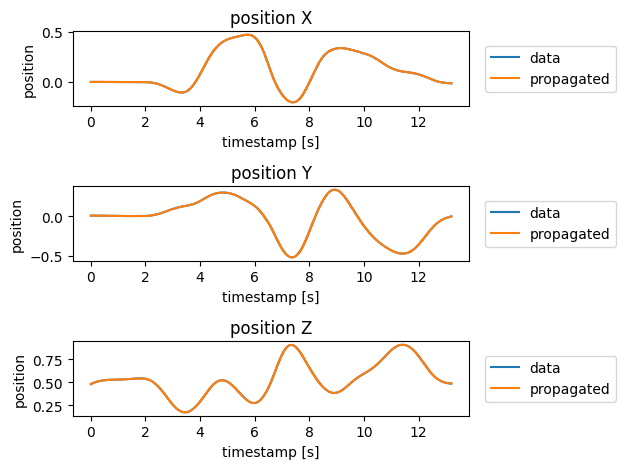 position X
0.5
0.0
position
0 2 4 6 8 10 12
timestamp [s]
data
propagated
position Y
0.0
−0.5
position
0 2 4 6 8 10 12
timestamp [s]
data
propagated
position Z
0.75
0.50
0.25
position
0 2 4 6 8 10 12
timestamp [s]
data
propagated